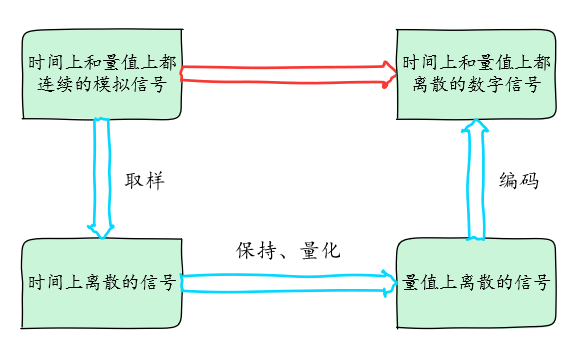 时间上和量值上都
连续的模拟信号
时间上和量值上都
离散的数字信号
取样
编码
保持、量化
时间上离散的信号
量值上离散的信号